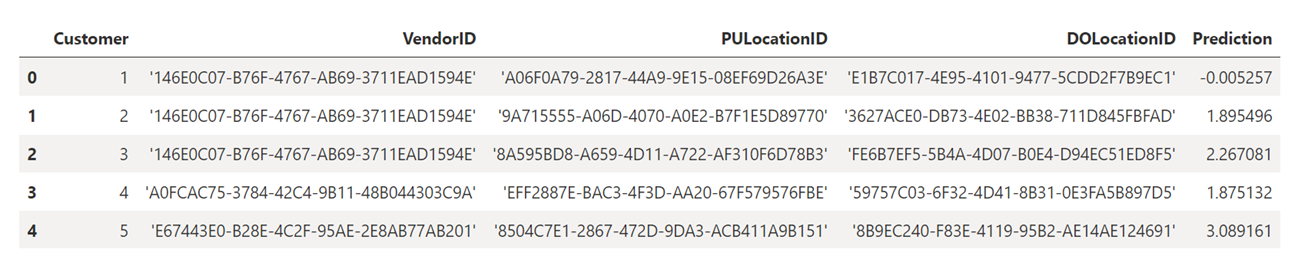 Customer VendorID PULocationID DOLocationID Prediction
0 1 '146E0C07-B76F-4767-AB69-3711EAD1594E' 'A06F0A79-2817-44A9-9E15-08EF69D26A3E' 'E1B7C017-4E95-4101-9477-5CDD2F7B9EC1' -0.005257
1 2 '146E0C07-B76F-4767-AB69-3711EAD1594E' '9A715555-A06D-4070-A0E2-B7F1E5D89770' '3627ACE0-DB73-4E02-BB38-711D845FBFAD' 1.895496
2 3 '146E0C07-B76F-4767-AB69-3711EAD1594E' '8A595BD8-A659-4D11-A722-AF310F6D78B3' 'FE6B7EF5-5B4A-4D07-B0E4-D94EC51ED8F5' 2.267081
3 4 'A0FCAC75-3784-42C4-9B11-48B044303C9A' 'EFF2887E-BAC3-4F3D-AA20-67F579576FBE' '59757C03-6F32-4D41-8B31-0E3FA5B897D5' 1.875132
4 5 'E67443E0-B28E-4C2F-95AE-2E8AB77AB201' '8504C7E1-2867-472D-9DA3-ACB411A9B151' '8B9EC240-F83E-4119-95B2-AE14AE124691' 3.089161